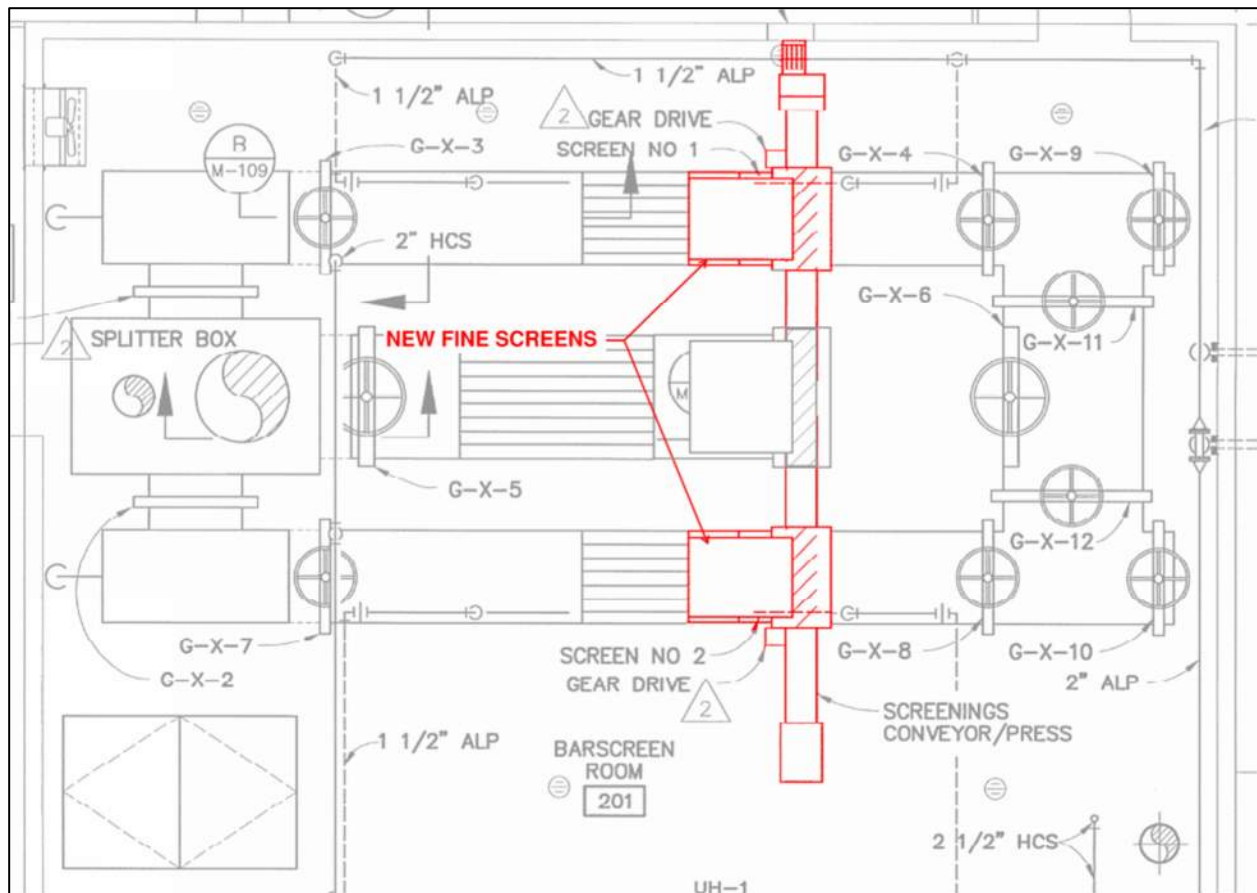 1 1/2" ALP
1 1/2" ALP
2
GEAR DRIVE
SCREEN NO 1
R
M-109
G-X-3
G-X-4
G-X-9
2" HCS
G-X-6
G-X-11
2
SPLITTER BOX
NEW FINE SCREENS
M
G-X-5
G-X-12
G-X-7
G-X-2
SCREEN NO 2
GEAR DRIVE
2
G-X-8
G-X-10
2" ALP
SCREENINGS
CONVEYOR/PRESS
1 1/2" ALP
BARSCREEN
ROOM
201
2 1/2" HCS
UH-1